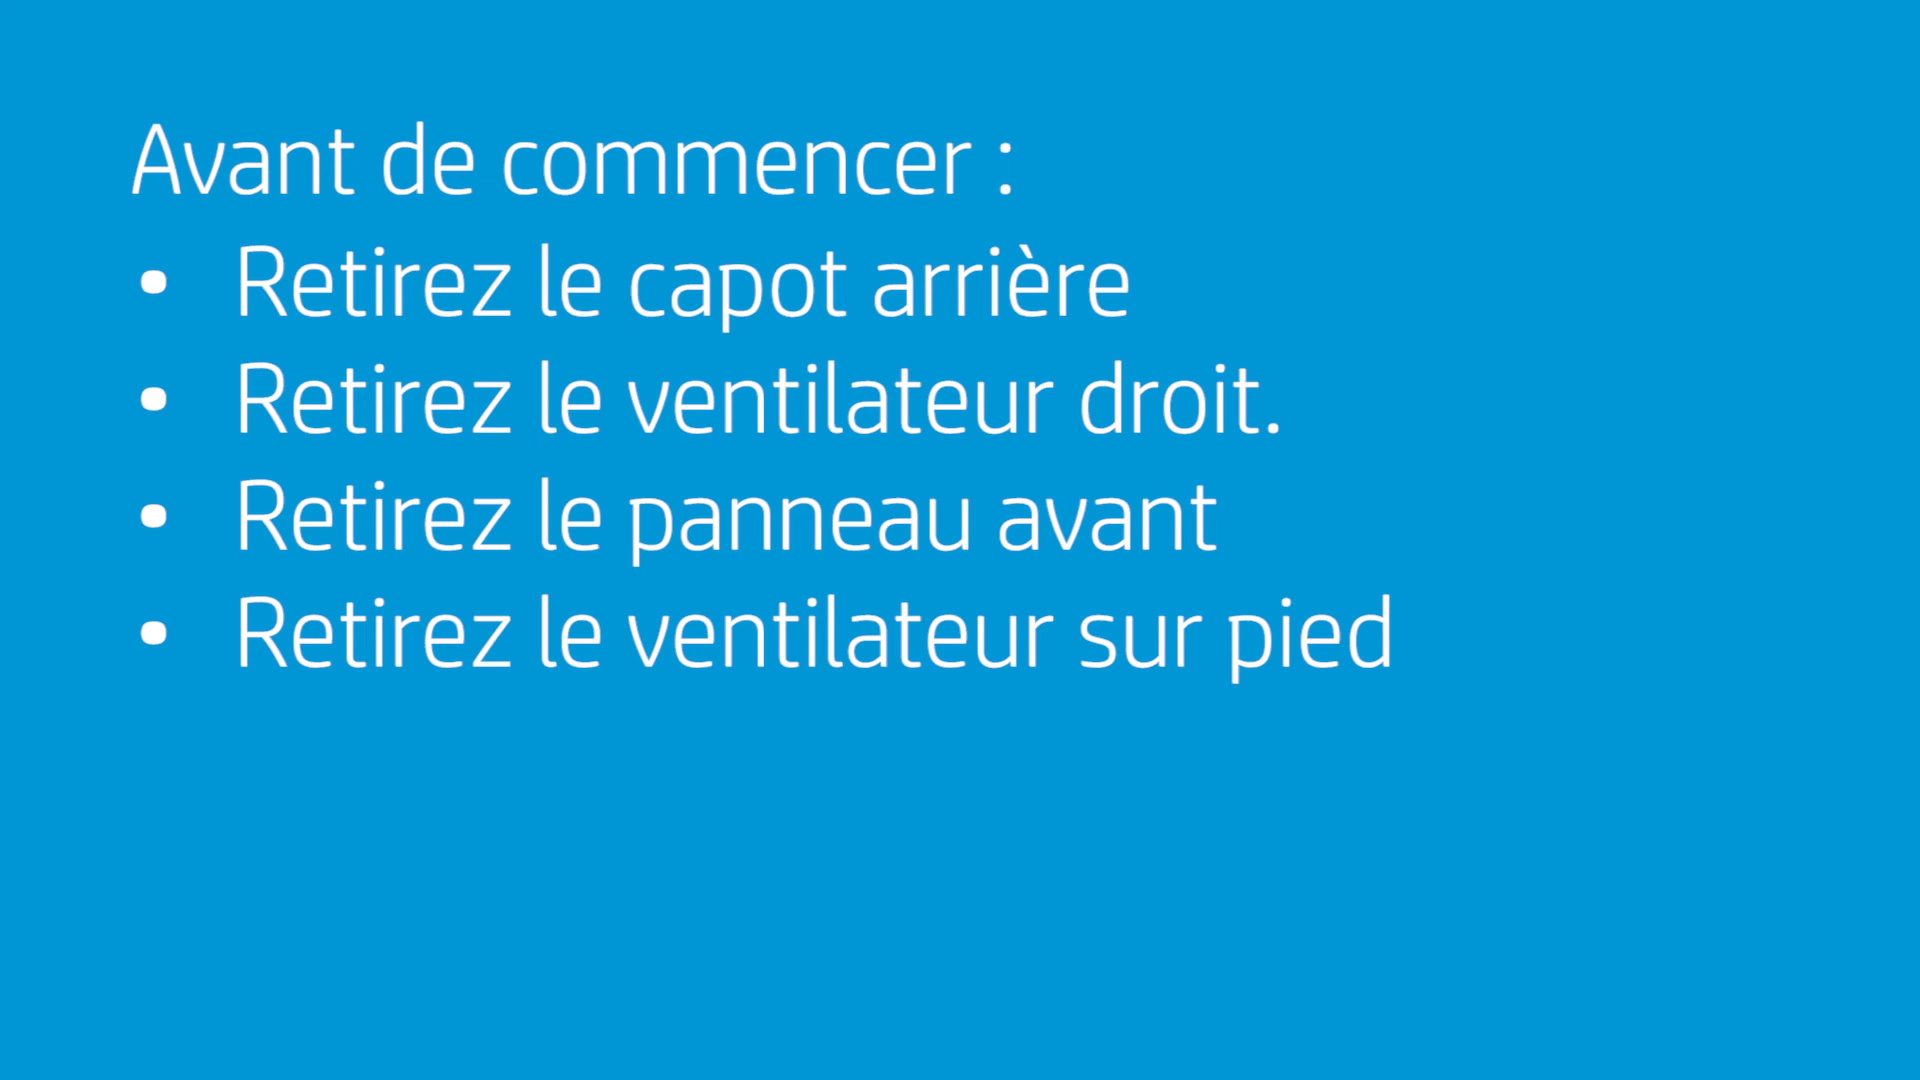 Avant de commencer :
• Retirez le capot arrière
• Retirez le ventilateur droit.
• Retirez le panneau avant
• Retirez le ventilateur sur pied